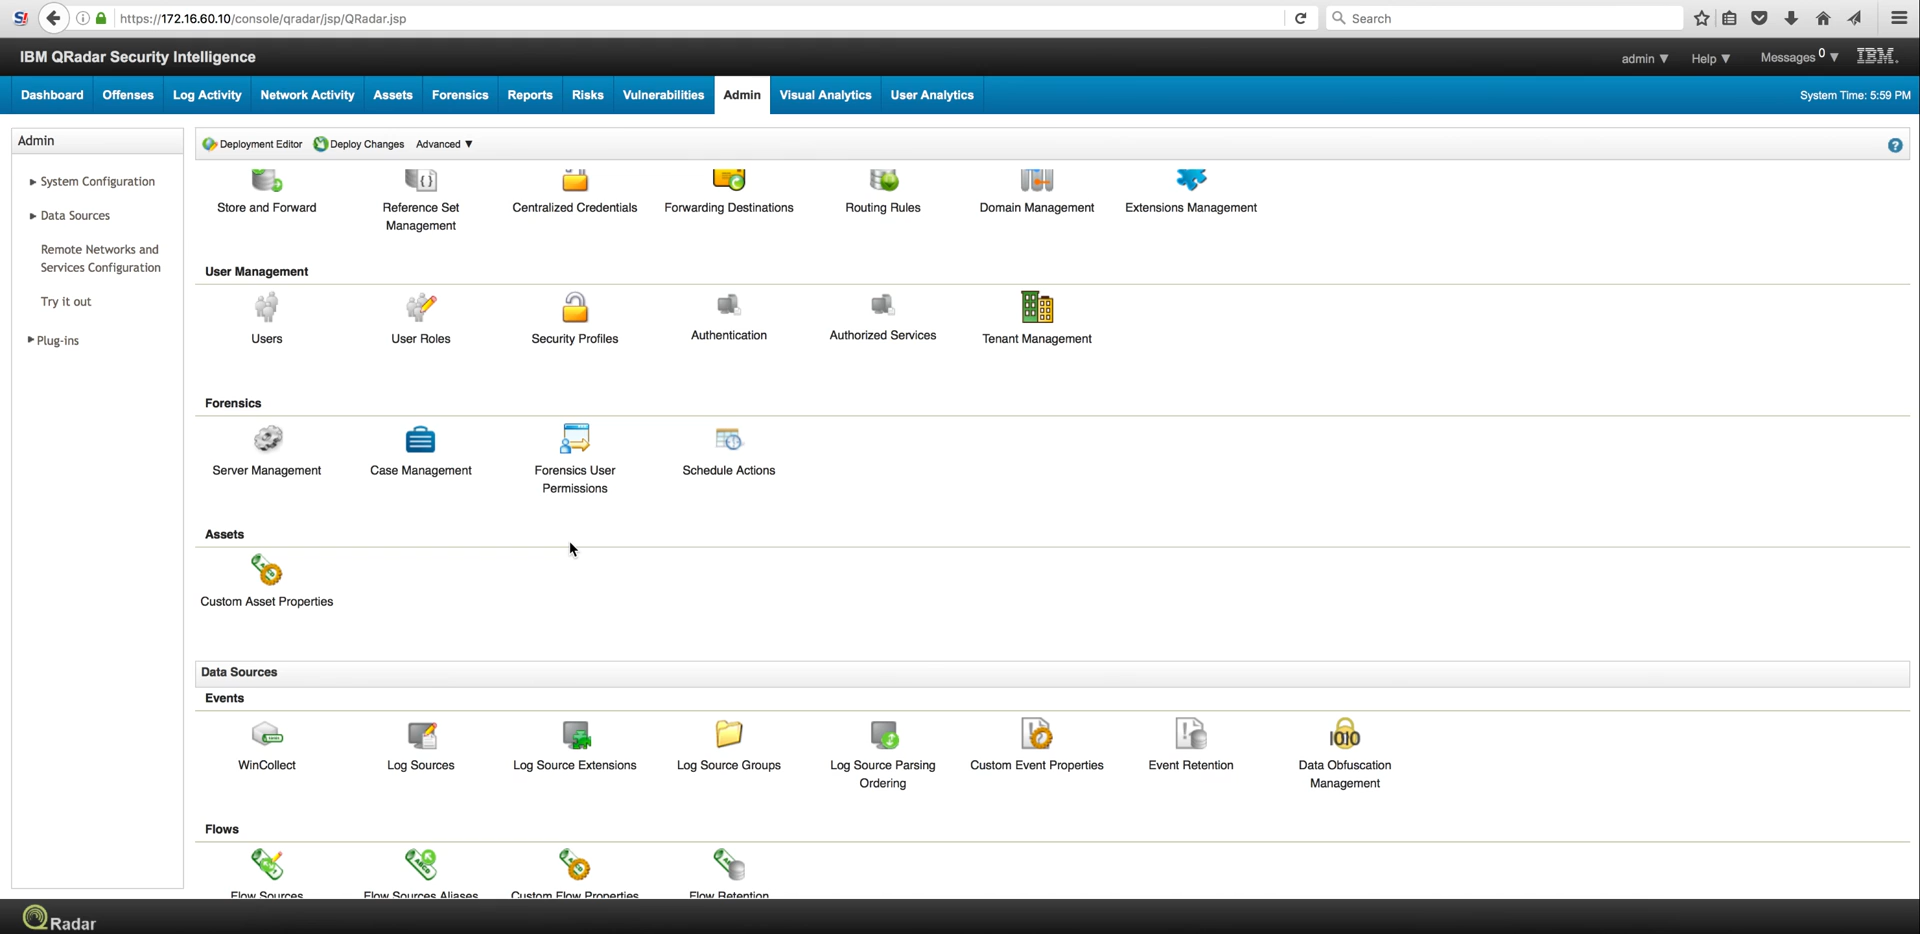 https://172.16.60.10/console/qradar/jsp/QRadar.jsp
Search
IBM QRadar Security Intelligence
admin ▼
Help ▼
Messages 0 ▼
IBM.
Dashboard
Offenses
Log Activity
Network Activity
Assets
Forensics
Reports
Risks
Vulnerabilities
Admin
Visual Analytics
User Analytics
System Time: 5:59 PM
Admin
System Configuration
Data Sources
Remote Networks and
Services Configuration
Try it out
Plug-ins
Deployment Editor
Deploy Changes
Advanced ▼
Store and Forward
Reference Set
Management
Centralized Credentials
Forwarding Destinations
Routing Rules
Domain Management
Extensions Management
User Management
Users
User Roles
Security Profiles
Authentication
Authorized Services
Tenant Management
Forensics
Server Management
Case Management
Forensics User
Permissions
Schedule Actions
Assets
Custom Asset Properties
Data Sources
Events
WinCollect
Log Sources
Log Source Extensions
Log Source Groups
Log Source Parsing
Ordering
Custom Event Properties
Event Retention
1010
Data Obfuscation
Management
Flows
Flow Sources
Flow Sources Aliases
Custom Flow Properties
Flow Retention
QRadar